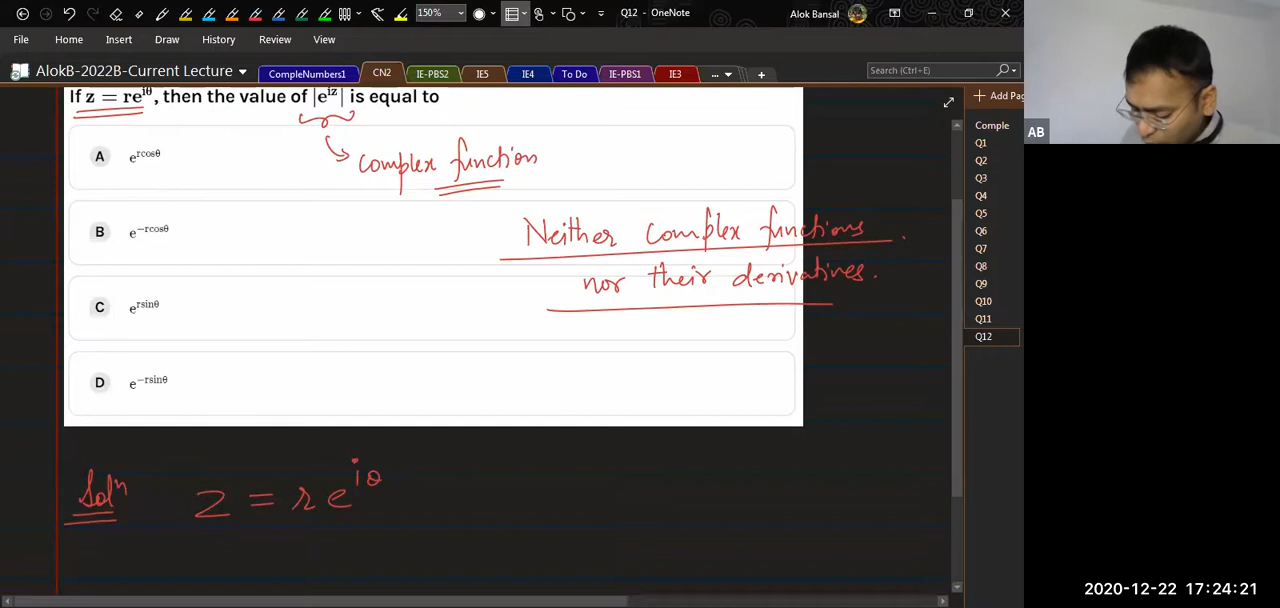 150%
Q12 - OneNote
Alok Bansal
File Home Insert Draw History Review View
AlokB-2022B-Current Lecture
CompleNumbers1 CN2 IE-PBS2 IE5 IE4 To Do IE-PBS1 IE3 ...
Search (Ctrl+E)
Add Pag
AB
If z = re^iθ, then the value of |e^iz| is equal to
A e^rcosθ
complex function
B e^-rcosθ
Neither complex functions.
nor their derivatives.
C e^rsinθ
D e^-rsinθ
Solⁿ z = re^iθ
Comple
Q1
Q2
Q3
Q4
Q5
Q6
Q7
Q8
Q9
Q10
Q11
Q12
2020-12-22 17:24:21